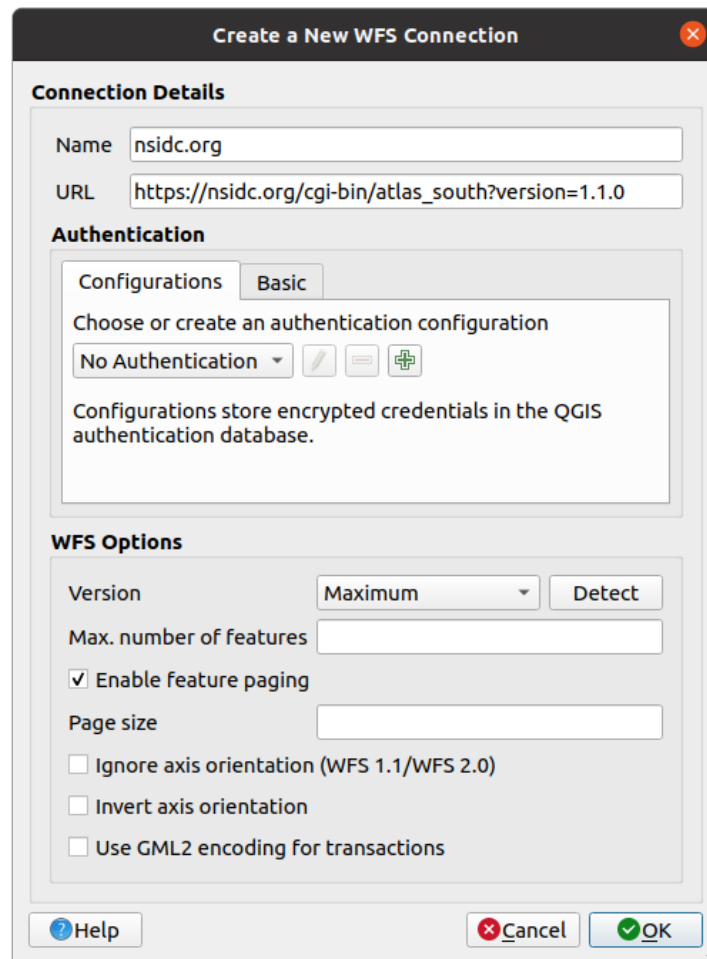 Create a New WFS Connection
Connection Details
Name nsidc.org
URL https://nsidc.org/cgi-bin/atlas_south?version=1.1.0
Authentication
Configurations Basic
Choose or create an authentication configuration
No Authentication
Configurations store encrypted credentials in the QGIS
authentication database.
WFS Options
Version Maximum Detect
Max. number of features
Enable feature paging
Page size
Ignore axis orientation (WFS 1.1/WFS 2.0)
Invert axis orientation
Use GML2 encoding for transactions
Help Cancel OK